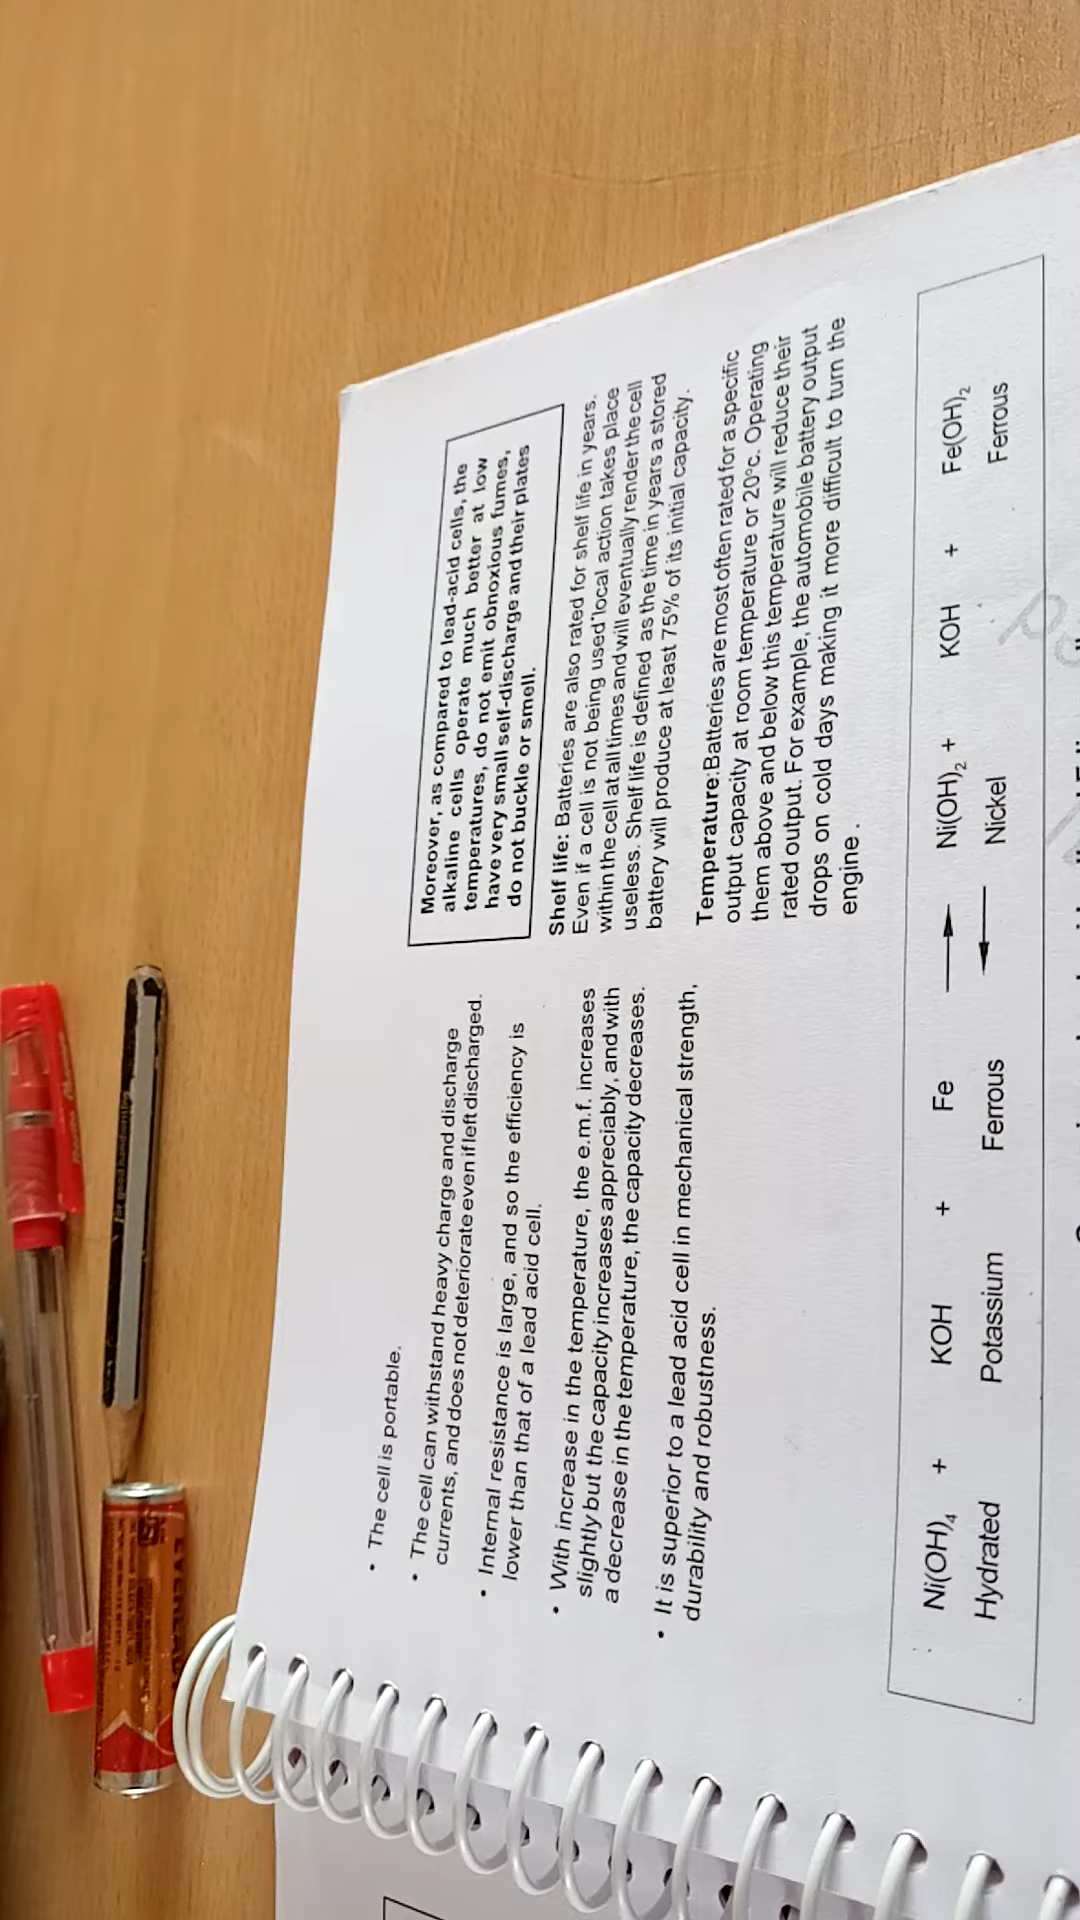 • The cell is portable.
• The cell can withstand heavy charge and discharge
currents, and does not deteriorate even if left discharged.
• Internal resistance is large, and so the efficiency is
lower than that of a lead acid cell.
• With increase in the temperature, the e.m.f. increases
slightly but the capacity increases appreciably, and with
a decrease in the temperature, the capacity decreases.
• It is superior to a lead acid cell in mechanical strength,
durability and robustness.
Moreover, as compared to lead-acid cells, the
alkaline cells operate much better at low
temperatures, do not emit obnoxious fumes,
have very small self-discharge and their plates
do not buckle or smell.
Shelf life: Batteries are also rated for shelf life in years.
Even if a cell is not being used local action takes place
within the cell at all times and will eventually render the cell
useless. Shelf life is defined as the time in years a stored
battery will produce at least 75% of its initial capacity.
Temperature: Batteries are most often rated for a specific
output capacity at room temperature or 20°c. Operating
them above and below this temperature will reduce their
rated output. For example, the automobile battery output
drops on cold days making it more difficult to turn the
engine .
Ni(OH)₄ + KOH + Fe ⟶ Ni(OH)₂ + KOH + Fe(OH)₂
Hydrated Potassium Ferrous ⟵ Nickel Ferrous
for good handwriting
EVEREADY